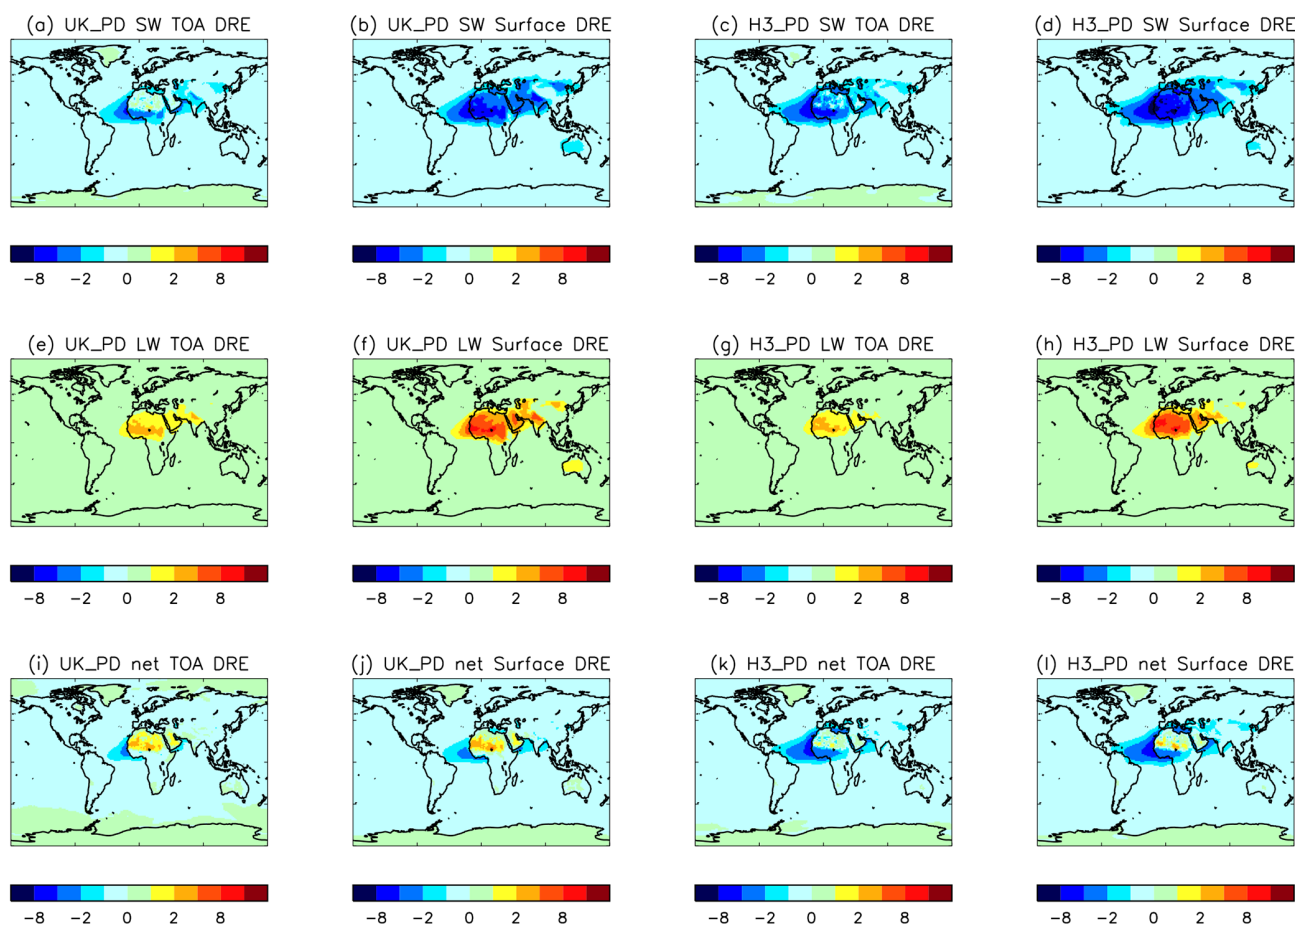 (a) UK_PD SW TOA DRE
(b) UK_PD SW Surface DRE
(c) H3_PD SW TOA DRE
(d) H3_PD SW Surface DRE
−8 −2 0 2 8
−8 −2 0 2 8
−8 −2 0 2 8
−8 −2 0 2 8
(e) UK_PD LW TOA DRE
(f) UK_PD LW Surface DRE
(g) H3_PD LW TOA DRE
(h) H3_PD LW Surface DRE
−8 −2 0 2 8
−8 −2 0 2 8
−8 −2 0 2 8
−8 −2 0 2 8
(i) UK_PD net TOA DRE
(j) UK_PD net Surface DRE
(k) H3_PD net TOA DRE
(l) H3_PD net Surface DRE
−8 −2 0 2 8
−8 −2 0 2 8
−8 −2 0 2 8
−8 −2 0 2 8